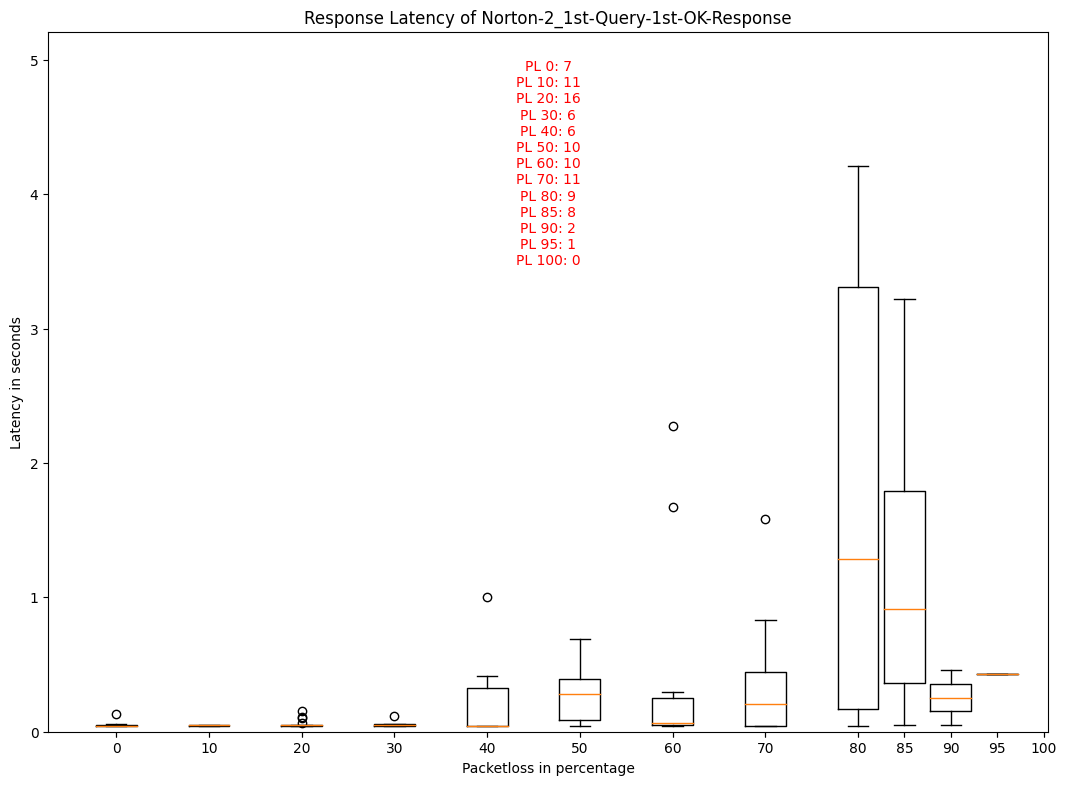 Response Latency of Norton-2_1st-Query-1st-OK-Response
PL 0: 7
PL 10: 11
PL 20: 16
PL 30: 6
PL 40: 6
PL 50: 10
PL 60: 10
PL 70: 11
PL 80: 9
PL 85: 8
PL 90: 2
PL 95: 1
PL 100: 0
Latency in seconds
5
4
3
2
1
0
0 10 20 30 40 50 60 70 80 85 90 95 100
Packetloss in percentage